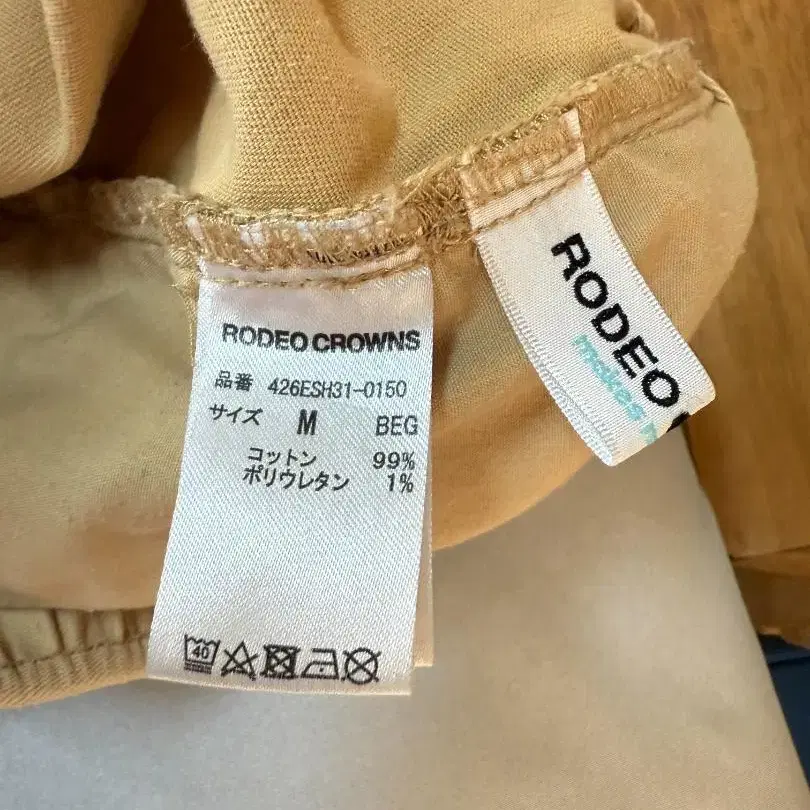 RODEO CROWNS
品番 426ESH31-0150
サイズ M BEG
コットン 99%
ポリウレタン 1%
40
RODEO
makes